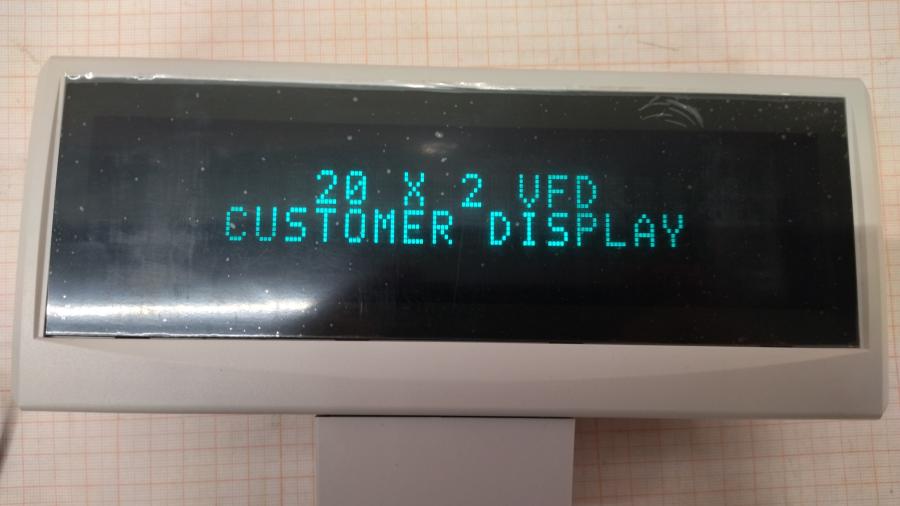 20 X 2 VFD
CUSTOMER DISPLAY